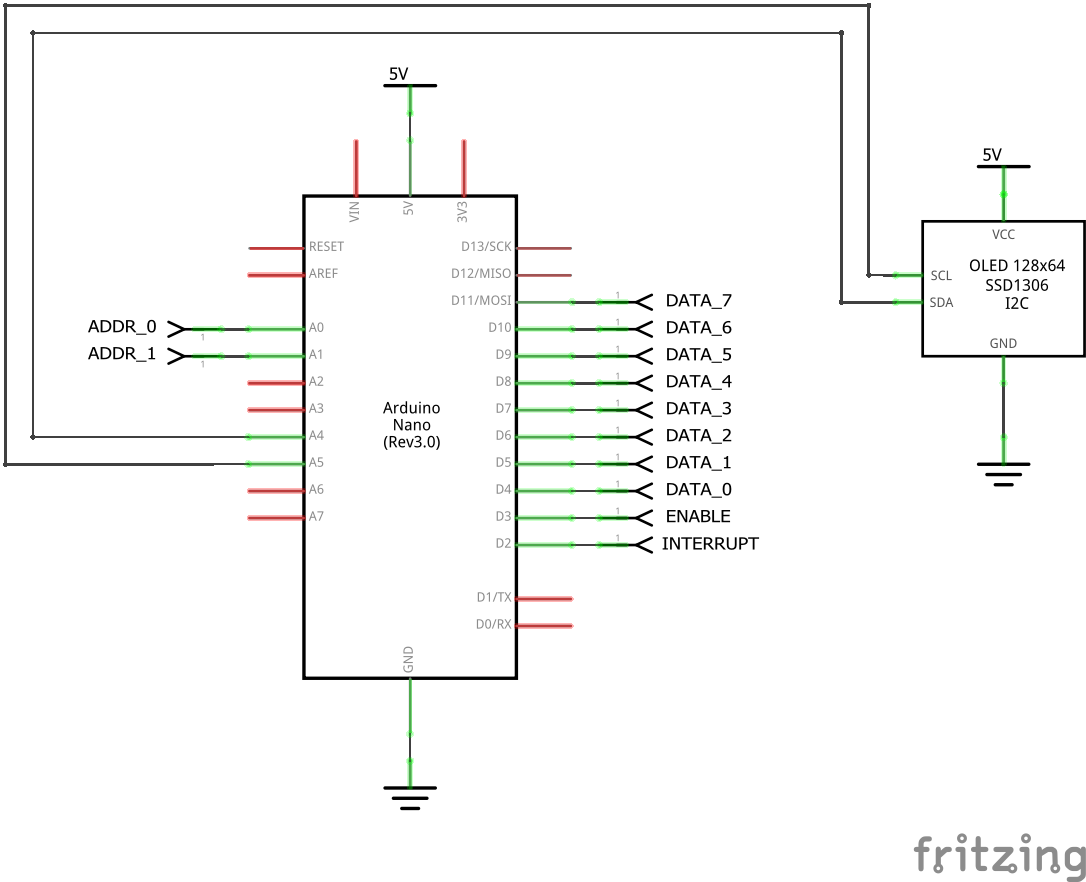 5V
5V
VIN
5V
3V3
VCC
OLED 128x64
SSD1306
I2C
SCL
SDA
GND
RESET
AREF
A0
A1
A2
A3
A4
A5
A6
A7
D13/SCK
D12/MISO
D11/MOSI
D10
D9
D8
D7
D6
D5
D4
D3
D2
D1/TX
D0/RX
Arduino
Nano
(Rev3.0)
GND
ADDR_0
1
ADDR_1
1
1
DATA_7
1
DATA_6
1
DATA_5
1
DATA_4
1
DATA_3
1
DATA_2
1
DATA_1
1
DATA_0
1
ENABLE
1
INTERRUPT
fritzing